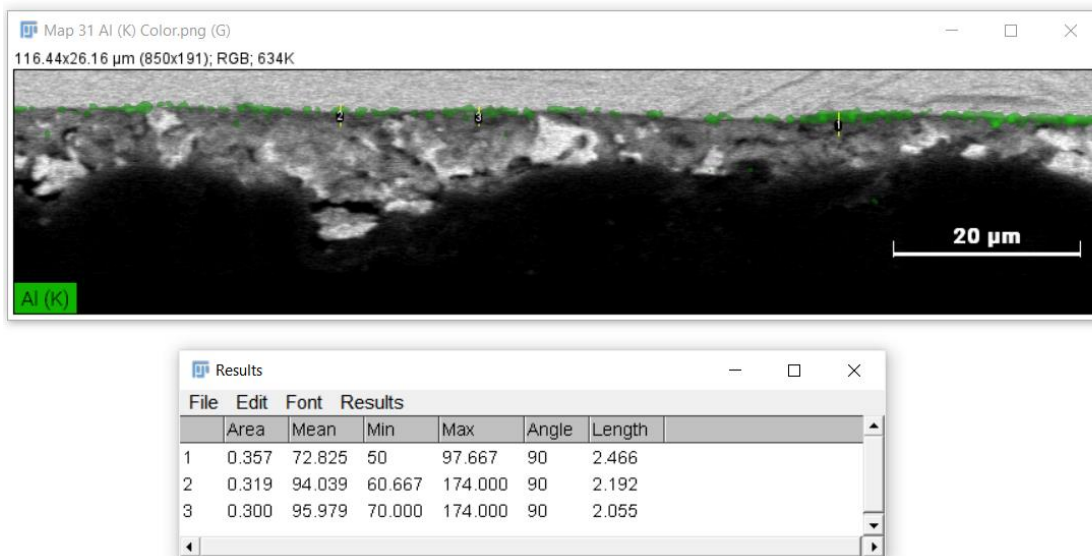 Map 31 Al (K) Color.png (G)
116.44x26.16 µm (850x191); RGB; 634K
2
3
1
20 µm
Al (K)
Results
File Edit Font Results
Area Mean Min Max Angle Length
1 0.357 72.825 50 97.667 90 2.466
2 0.319 94.039 60.667 174.000 90 2.192
3 0.300 95.979 70.000 174.000 90 2.055